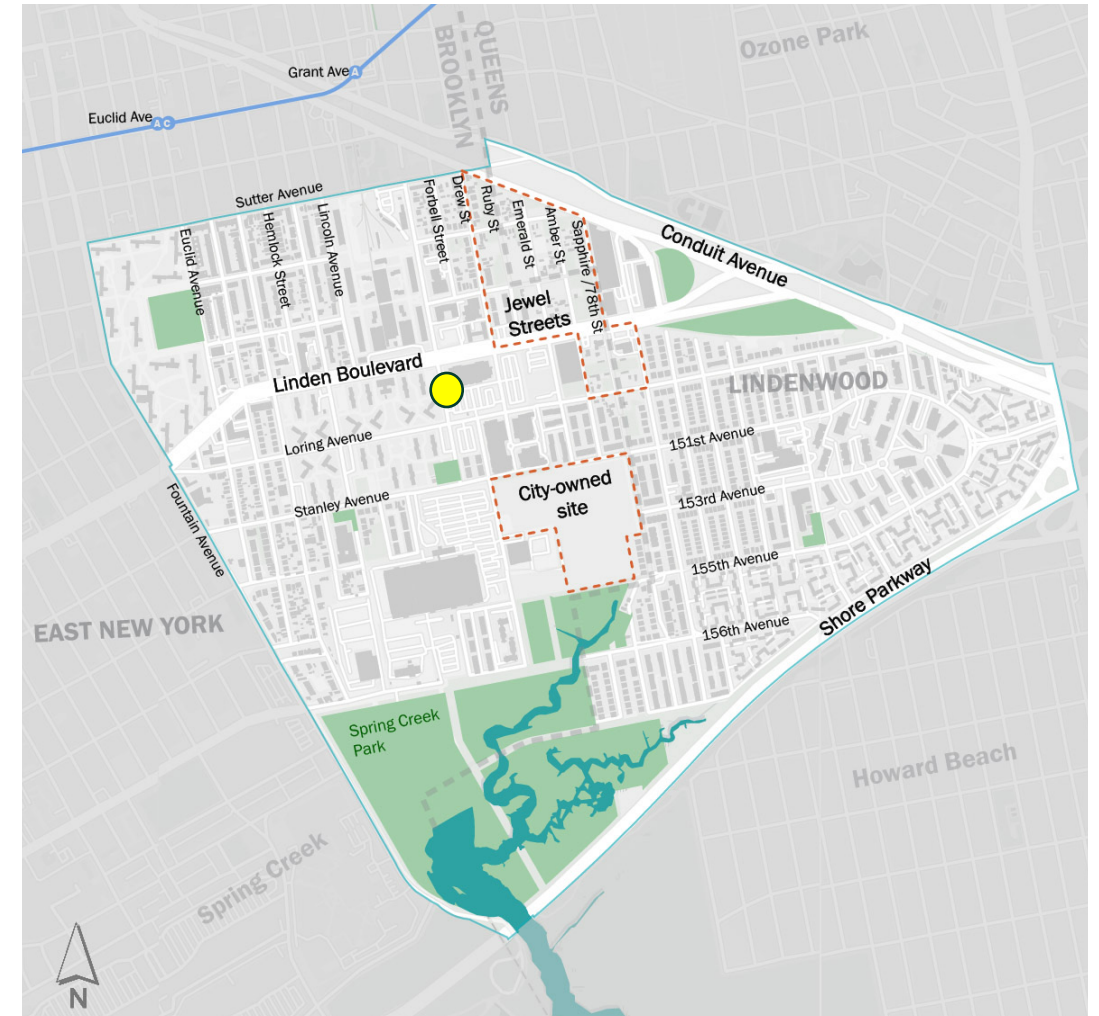 QUEENS
BROOKLYN
Ozone Park
Grant Ave A
Euclid Ave A C
Sutter Avenue
Euclid Avenue
Hemlock Street
Lincoln Avenue
Forbell Street
Drew St
Ruby St
Emerald St
Amber St
Sapphire /78th St
Conduit Avenue
Jewel
Streets
Linden Boulevard
LINDENWOOD
Loring Avenue
151st Avenue
Stanley Avenue
City-owned
site
153rd Avenue
Fountain Avenue
155th Avenue
Shore Parkway
EAST NEW YORK
156th Avenue
Spring Creek
Park
Howard Beach
Spring Creek
N